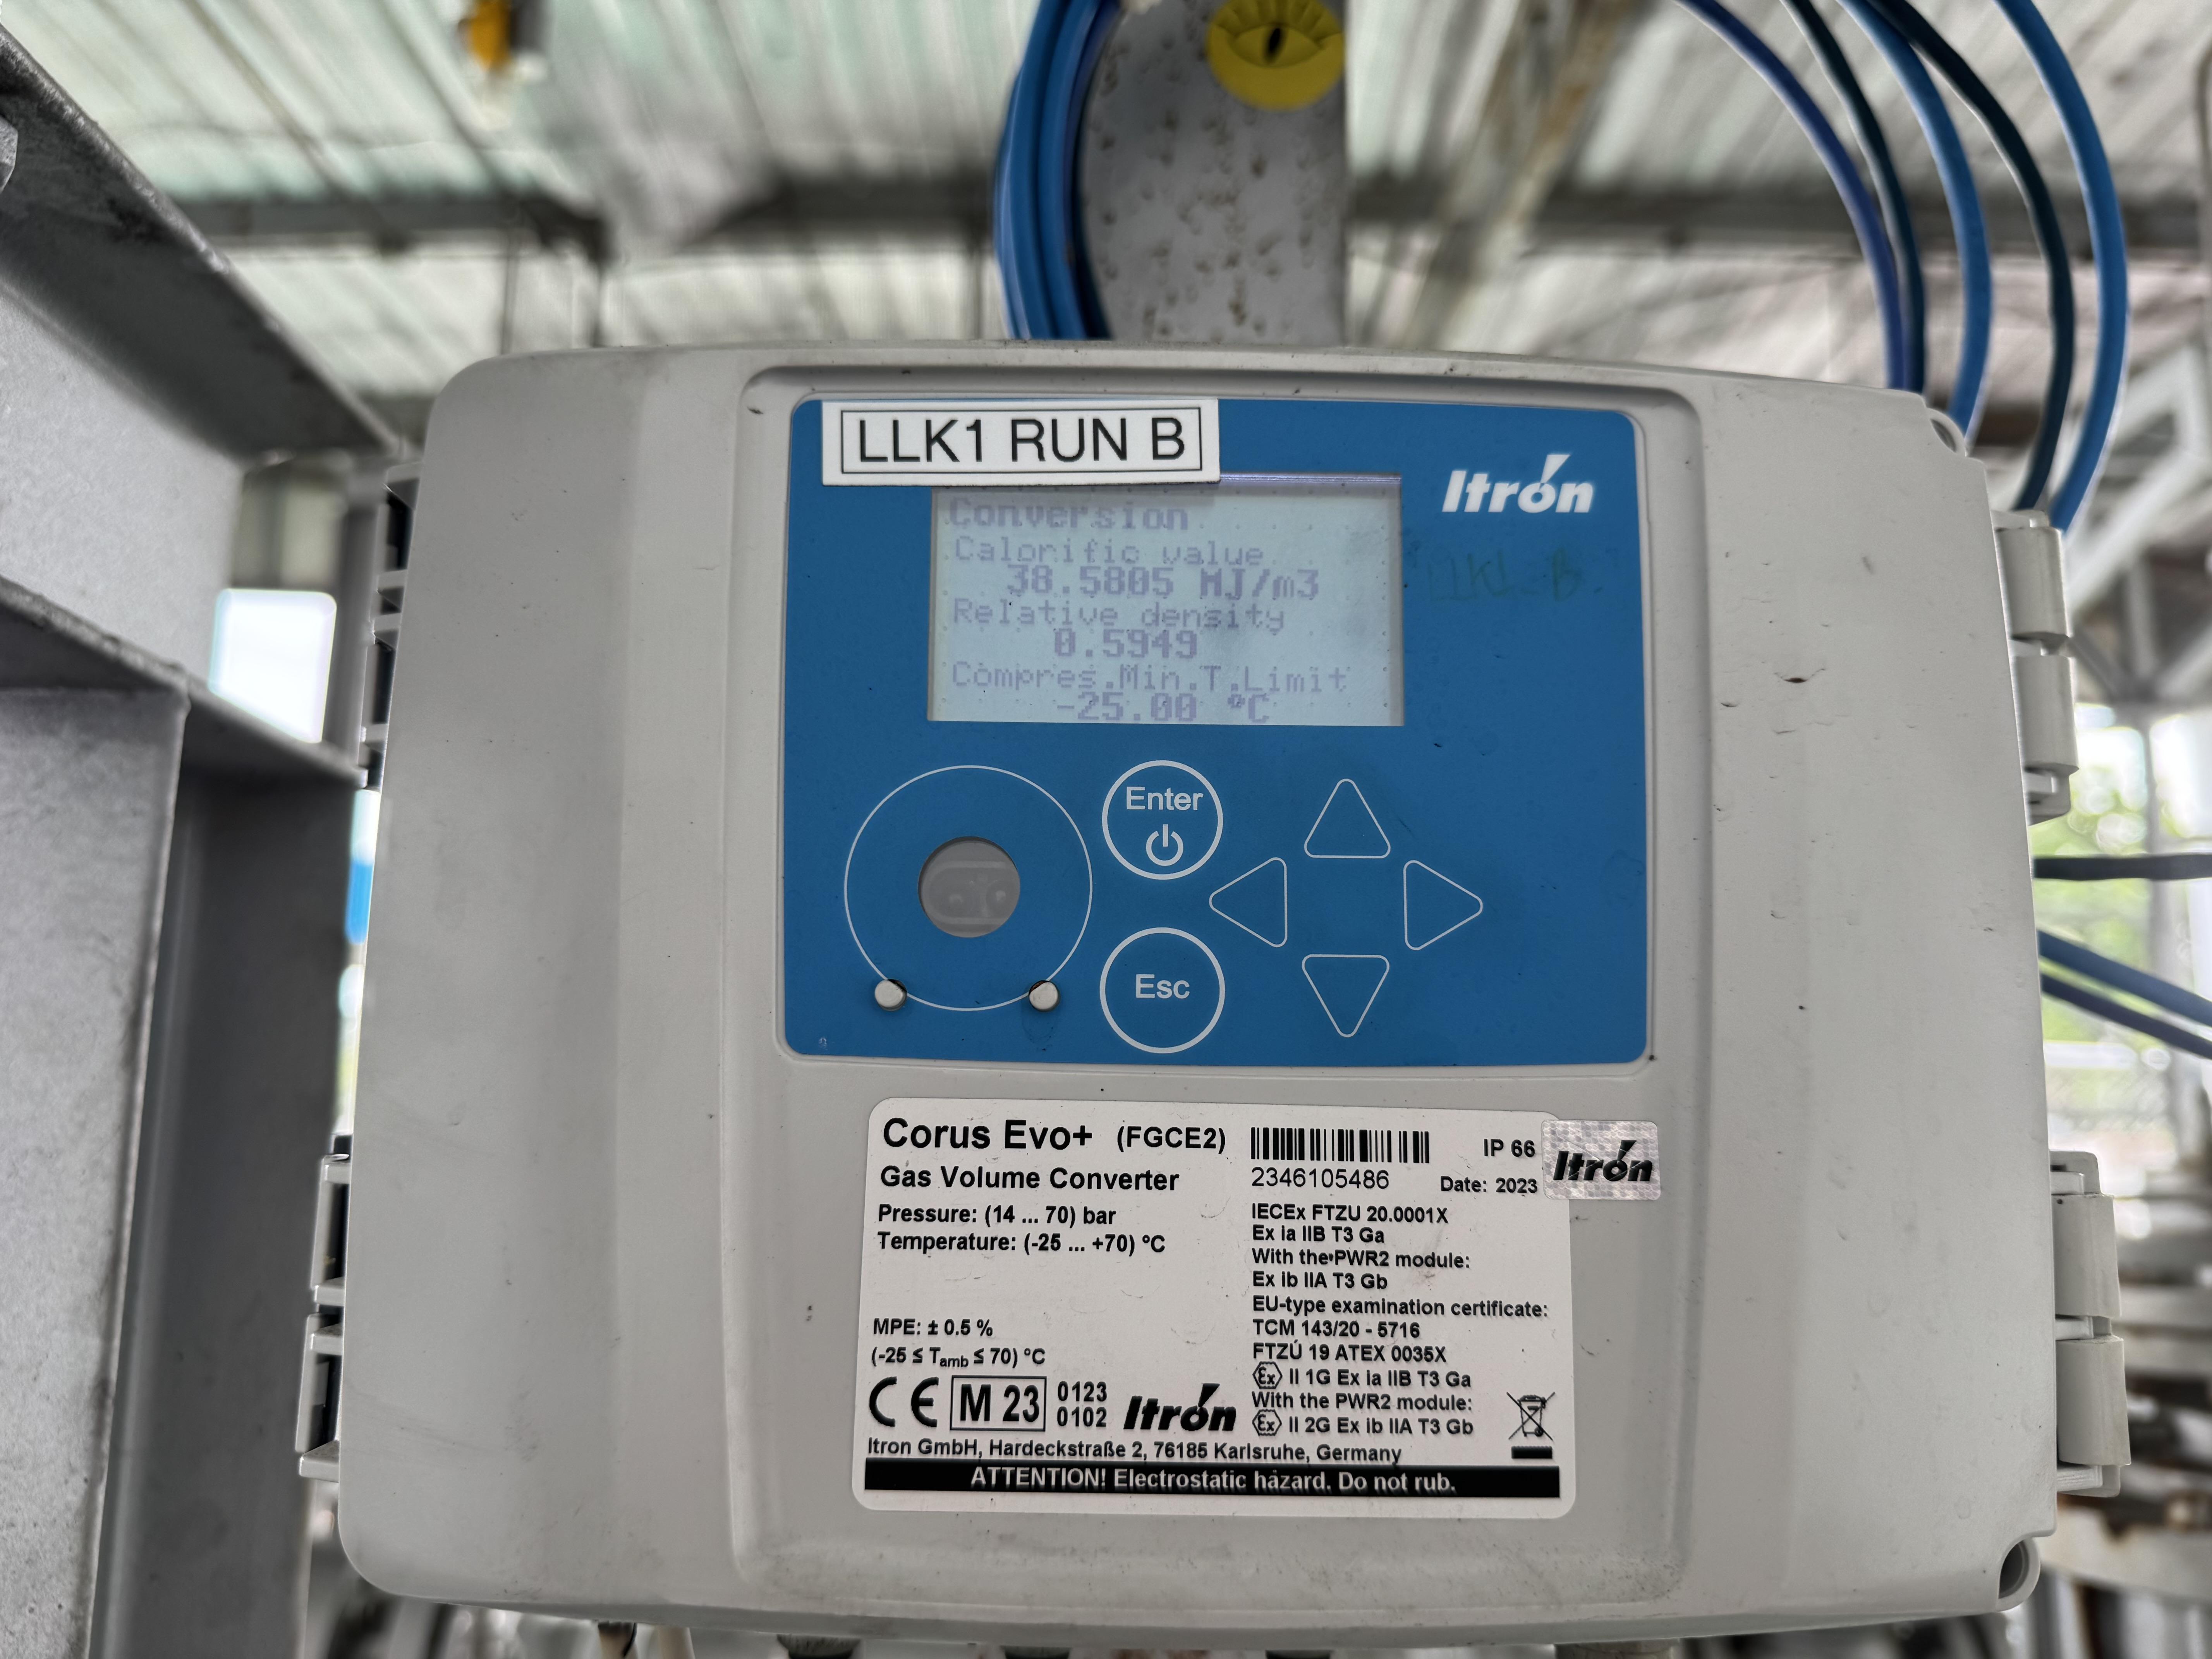 LLK1 RUN B
Itrón
Conversion
Calorific value
38.5805 MJ/m3
Relative density
0.5949
Compres.Min.T.Limit
-25.00 °C
LLK1-B.
Enter
Esc
Corus Evo+ (FGCE2)
Gas Volume Converter
Pressure: (14 ... 70) bar
Temperature: (-25 ... +70) °C
MPE: ± 0.5 %
(-25 ≤ Tamb ≤ 70) °C
CE M 23 0123
0102 Itrón
2346105486
IP 66
Date: 2023
Itrón
IECEx FTZU 20.0001X
Ex ia IIB T3 Ga
With the PWR2 module:
Ex ib IIA T3 Gb
EU-type examination certificate:
TCM 143/20 - 5716
FTZÚ 19 ATEX 0035X
Ex II 1G Ex ia IIB T3 Ga
With the PWR2 module:
Ex II 2G Ex ib IIA T3 Gb
Itron GmbH, Hardeckstraße 2, 76185 Karlsruhe, Germany
ATTENTION! Electrostatic hazard. Do not rub.